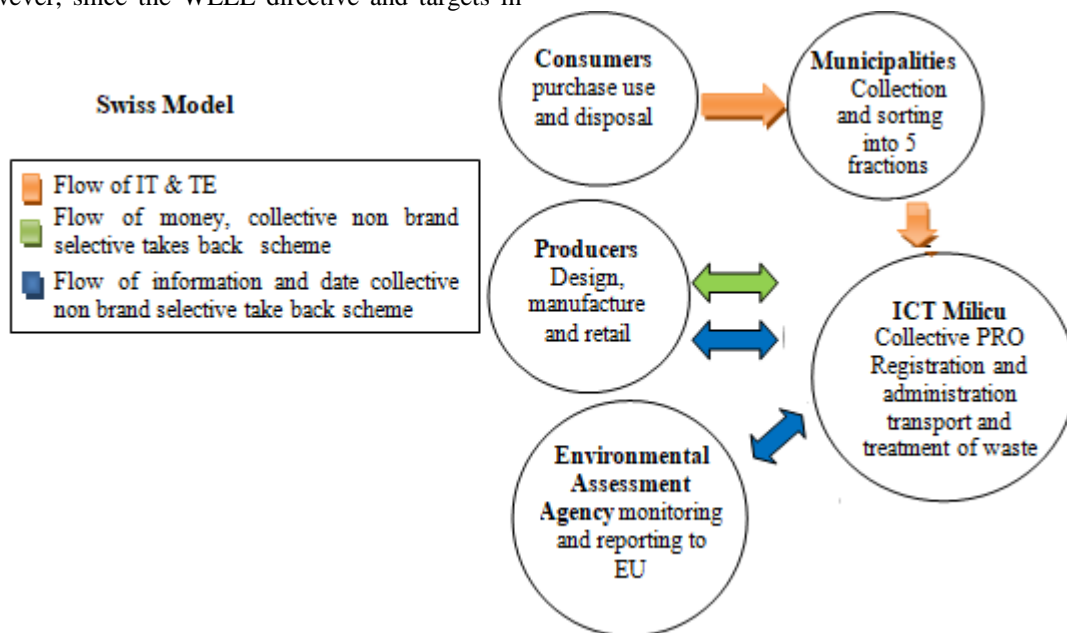 owever, since the WEEE directive and targets in
Swiss Model
Flow of IT & TE
Flow of money, collective non brand
selective takes back scheme
Flow of information and date collective
non brand selective take back scheme
Consumers
purchase use
and disposal
Municipalities
Collection
and sorting
into 5
fractions
Producers
Design,
manufacture
and retail
ICT Milicu
Collective PRO
Registration and
administration
transport and
treatment of waste
Environmental
Assessment
Agency monitoring
and reporting to
EU